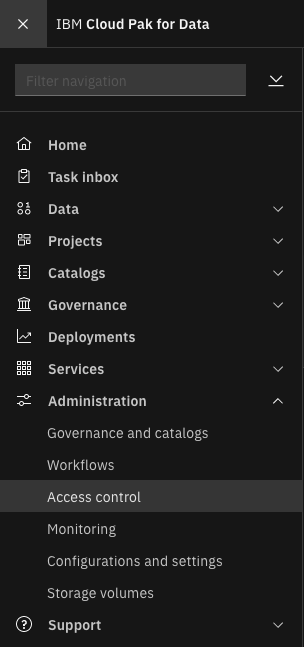 IBM Cloud Pak for Data
Filter navigation
Home
Task inbox
Data
Projects
Catalogs
Governance
Deployments
Services
Administration
Governance and catalogs
Workflows
Access control
Monitoring
Configurations and settings
Storage volumes
Support